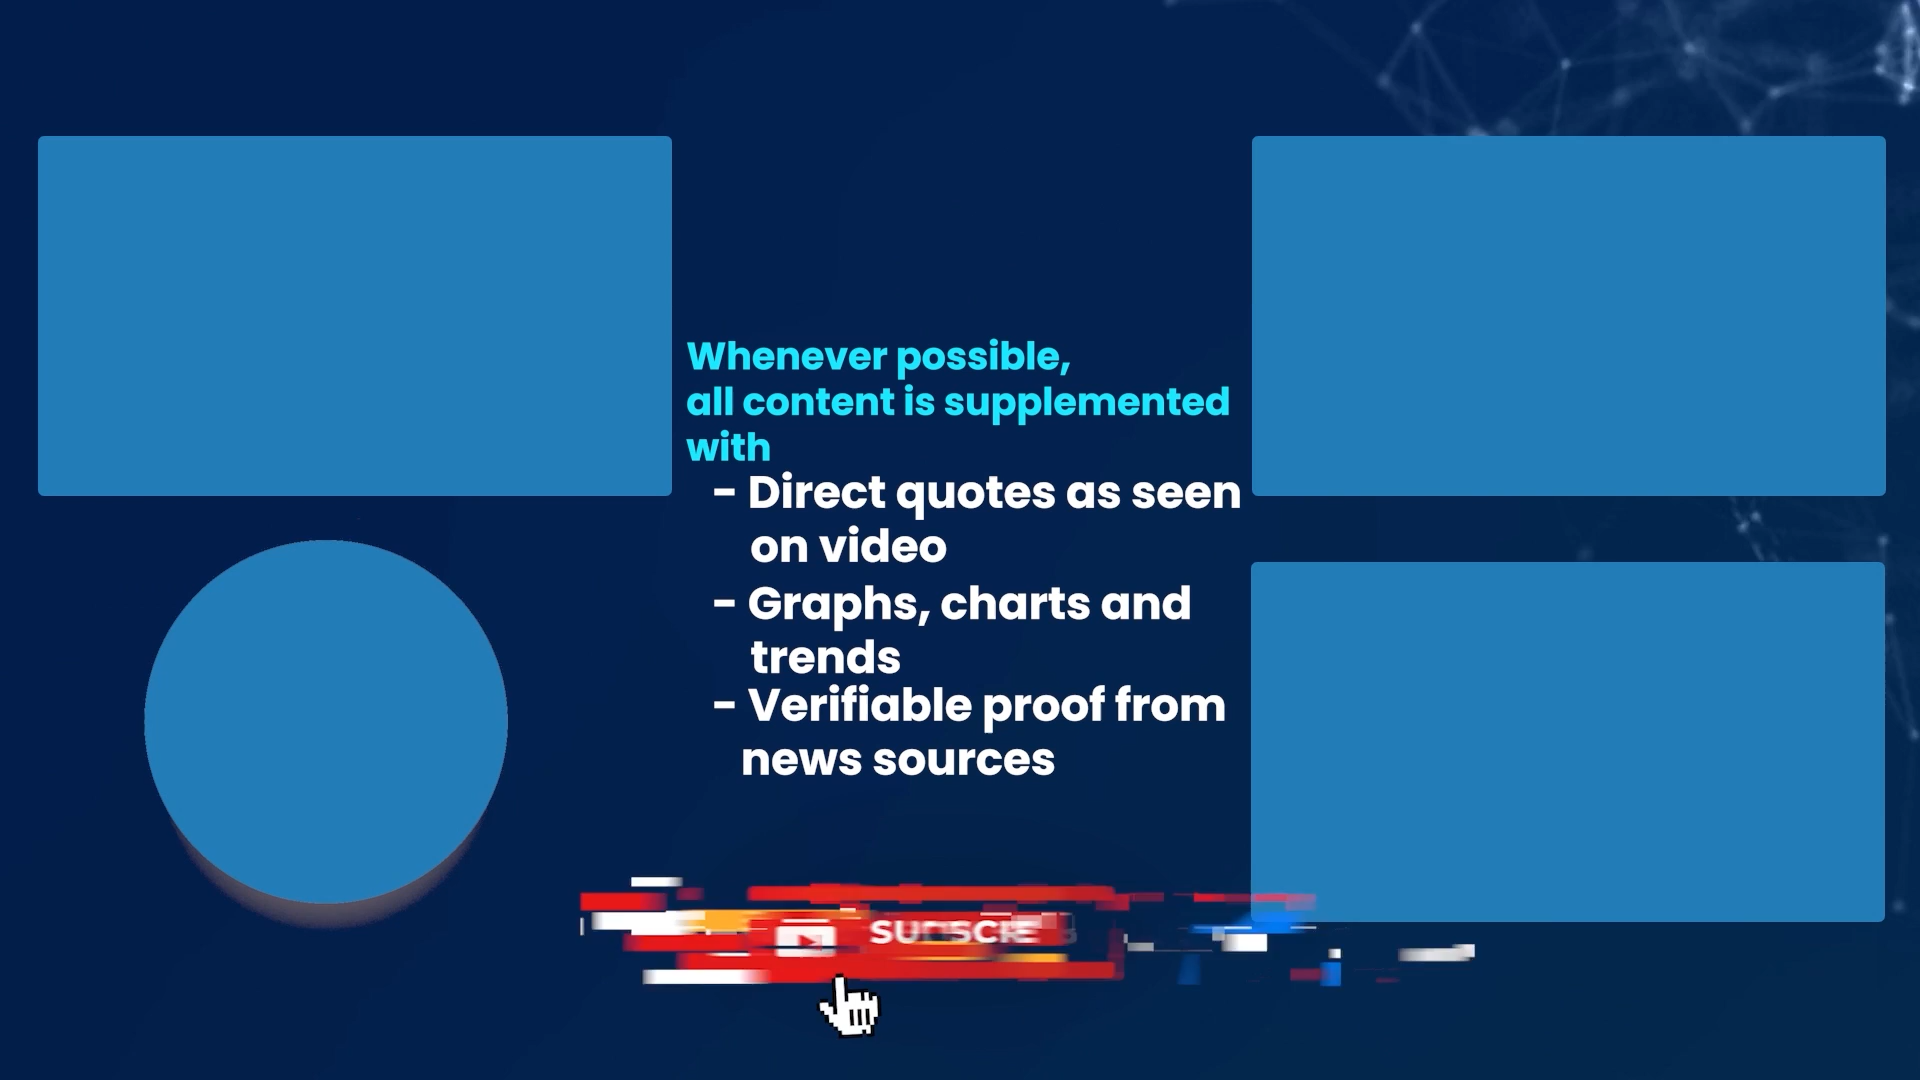 Whenever possible,
all content is supplemented
with
- Direct quotes as seen
on video
- Graphs, charts and
trends
- Verifiable proof from
news sources